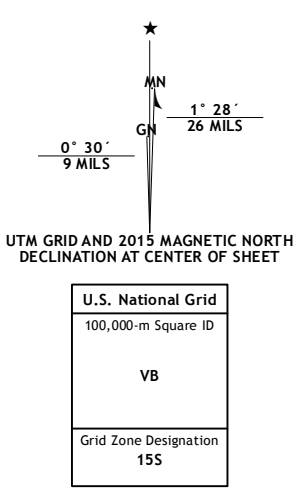 MN
GN
1° 28´
26 MILS
0° 30´
9 MILS
UTM GRID AND 2015 MAGNETIC NORTH
DECLINATION AT CENTER OF SHEET
U.S. National Grid
100,000-m Square ID
VB
Grid Zone Designation
15S